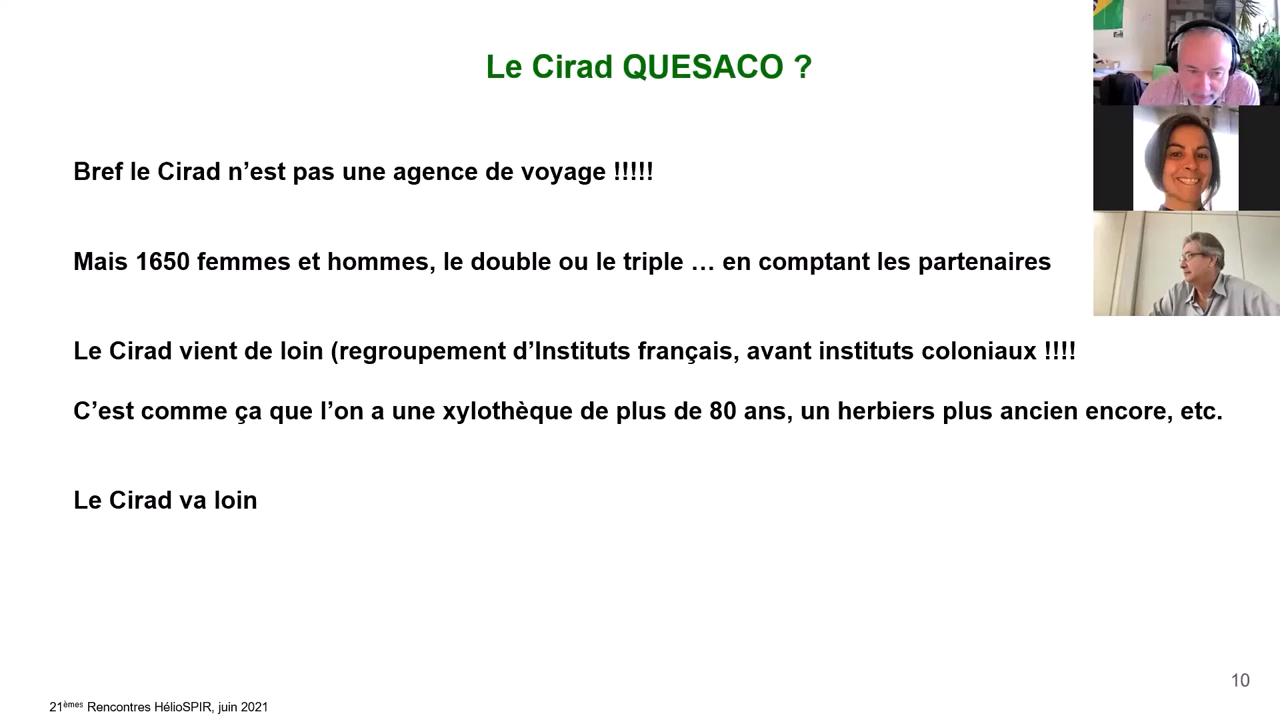 Le Cirad QUESACO ?
Bref le Cirad n’est pas une agence de voyage !!!!!
Mais 1650 femmes et hommes, le double ou le triple … en comptant les partenaires
Le Cirad vient de loin (regroupement d’Instituts français, avant instituts coloniaux !!!!
C’est comme ça que l’on a une xylothèque de plus de 80 ans, un herbiers plus ancien encore, etc.
Le Cirad va loin
10
21èmes Rencontres HélioSPIR, juin 2021